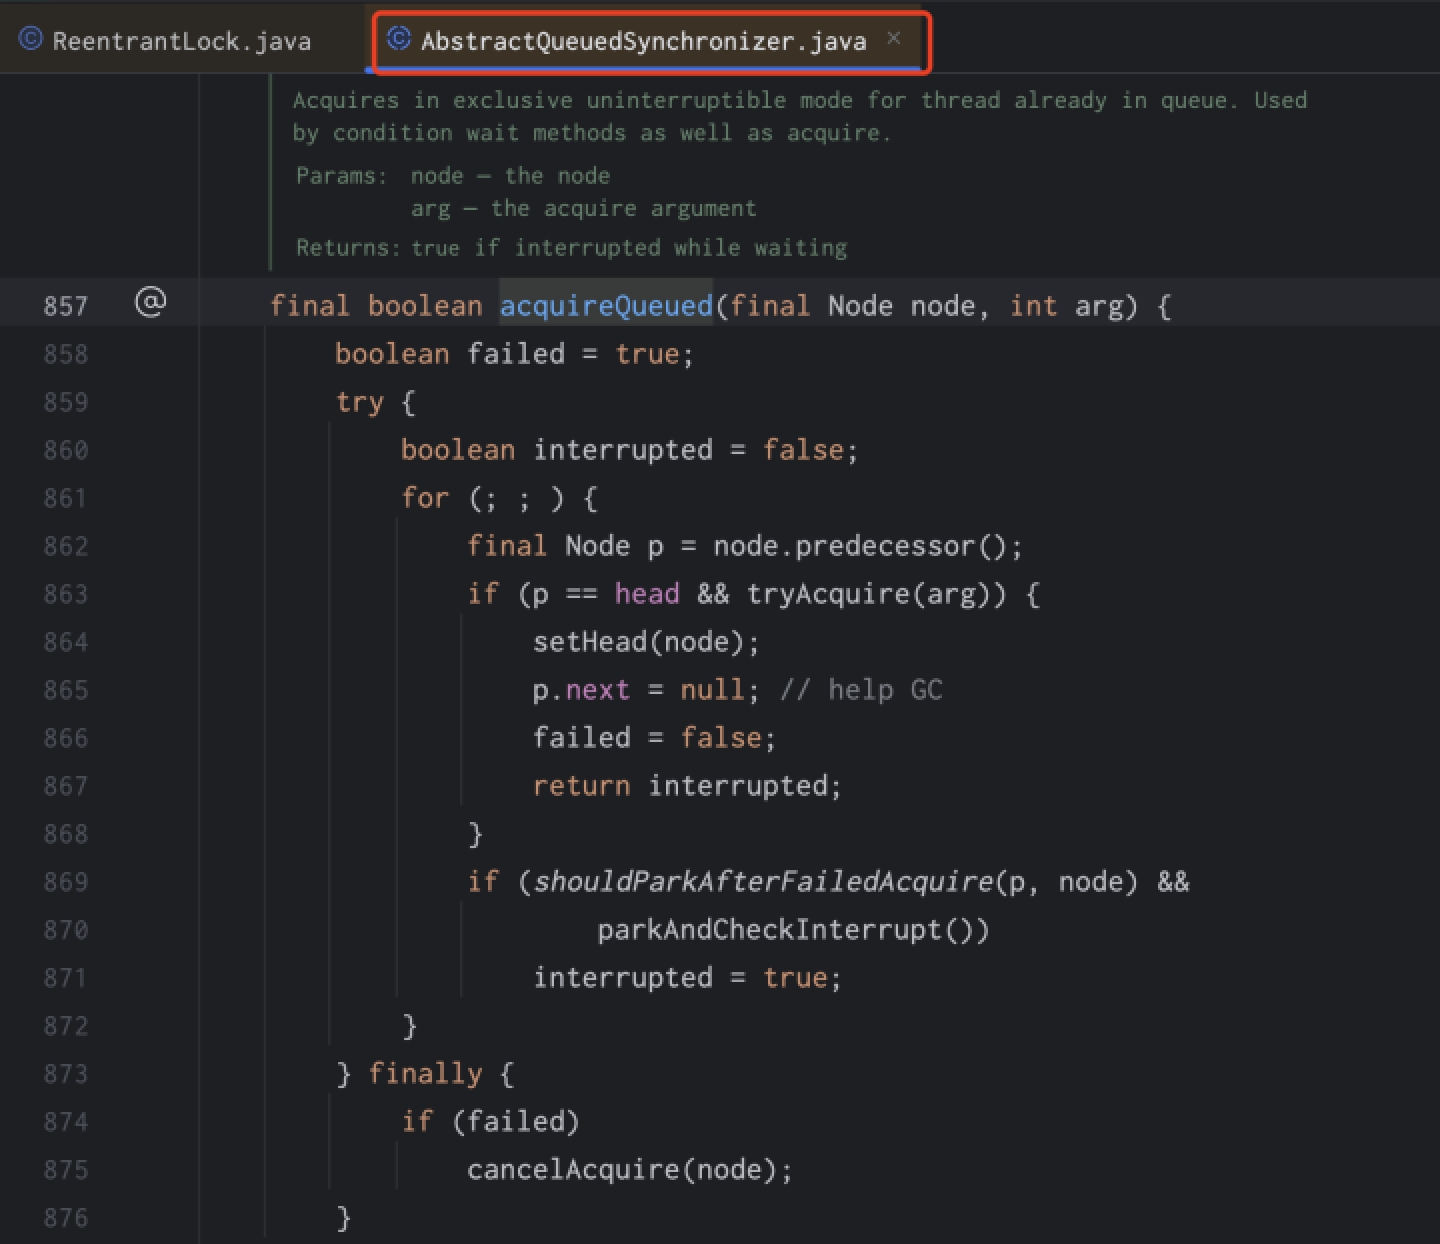 ReentrantLock.java AbstractQueuedSynchronizer.java ×
Acquires in exclusive uninterruptible mode for thread already in queue. Used
by condition wait methods as well as acquire.
Params: node – the node
arg – the acquire argument
Returns: true if interrupted while waiting
857 @ final boolean acquireQueued(final Node node, int arg) {
858 boolean failed = true;
859 try {
860 boolean interrupted = false;
861 for (; ; ) {
862 final Node p = node.predecessor();
863 if (p == head && tryAcquire(arg)) {
864 setHead(node);
865 p.next = null; // help GC
866 failed = false;
867 return interrupted;
868 }
869 if (shouldParkAfterFailedAcquire(p, node) &&
870 parkAndCheckInterrupt())
871 interrupted = true;
872 }
873 } finally {
874 if (failed)
875 cancelAcquire(node);
876 }